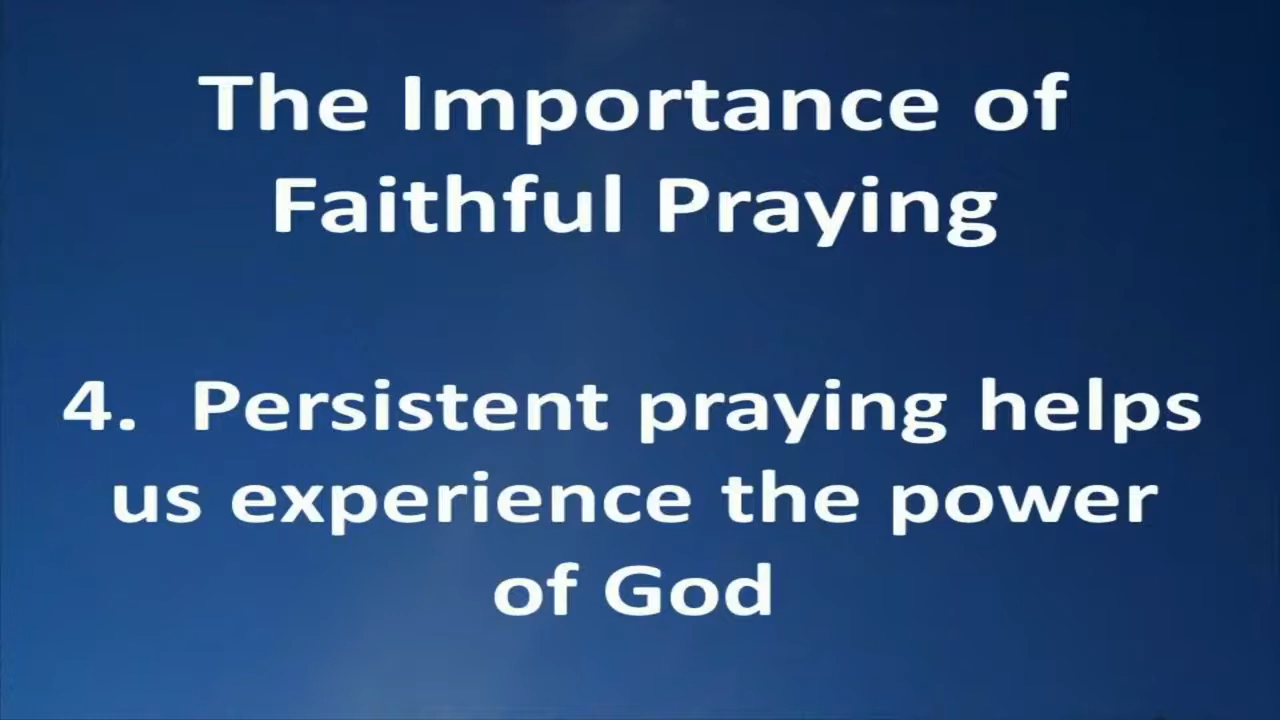 The Importance of
Faithful Praying
4. Persistent praying helps
us experience the power
of God